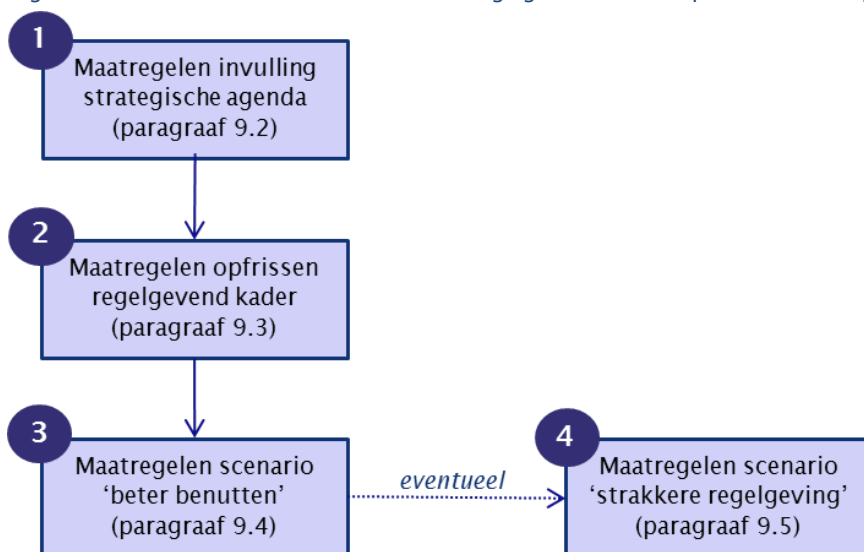 1
Maatregelen invulling
strategische agenda
(paragraaf 9.2)
2
Maatregelen opfrissen
regelgevend kader
(paragraaf 9.3)
3
Maatregelen scenario
‘beter benutten’
(paragraaf 9.4)
eventueel
4
Maatregelen scenario
‘strakkere regelgeving’
(paragraaf 9.5)